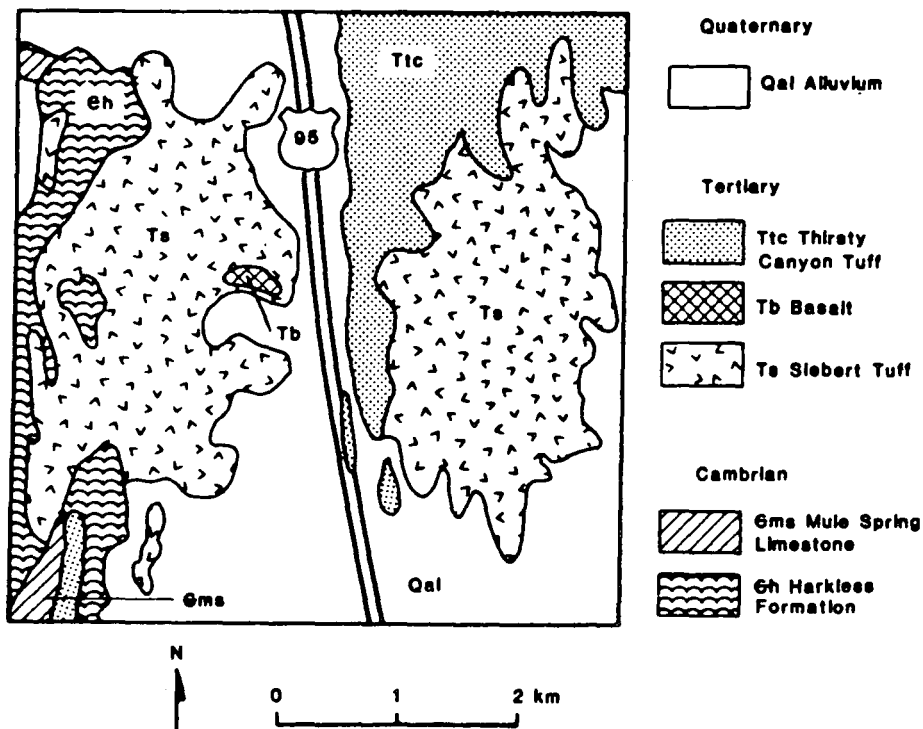 Ttc
Єh
95
Ts
Ts
Tb
Qal
Єms
N
0 1 2 km
Quaternary
Qal Alluvium
Tertiary
Ttc Thirsty
Canyon Tuff
Tb Basalt
Ts Siebert Tuff
Cambrian
Єms Mule Spring
Limestone
Єh Harkless
Formation